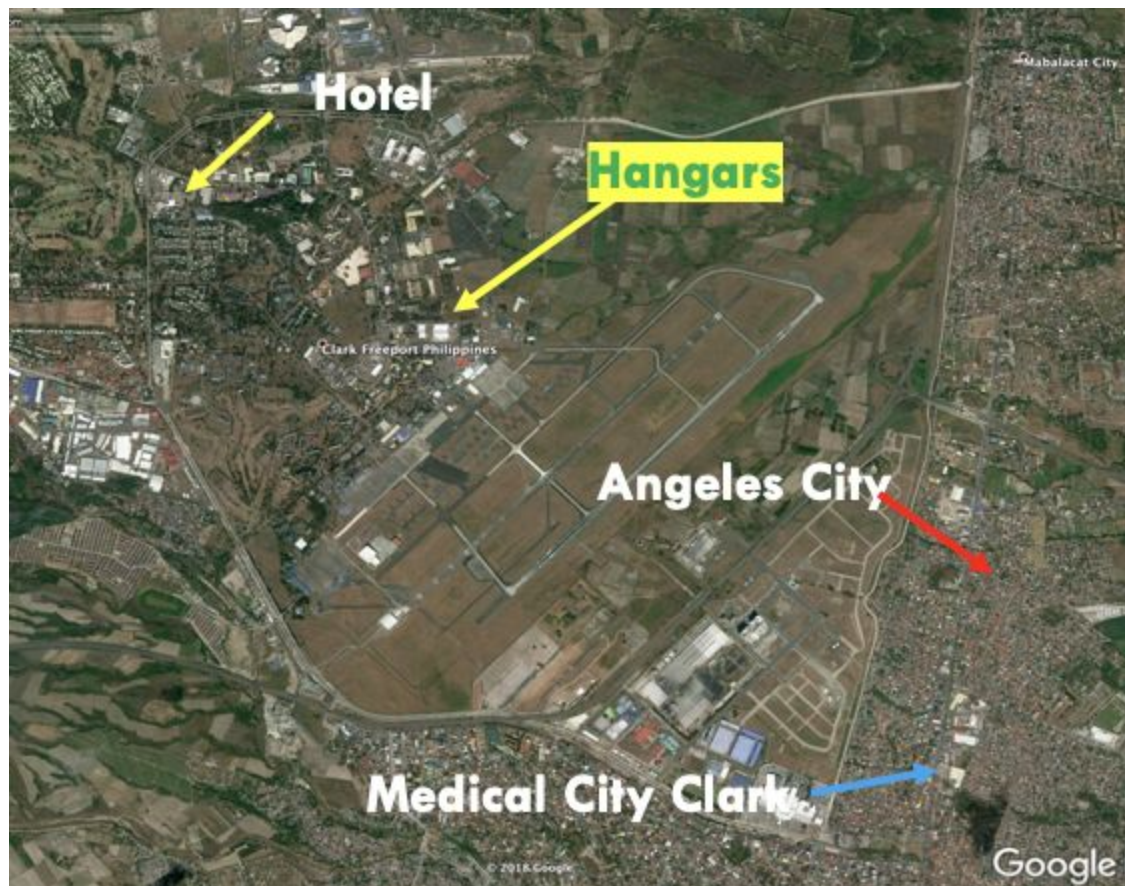 Hotel
Mabalacat City
Hangars
Clark Freeport Philippines
Angeles City
Medical City Clark
© 2018 Google
Google